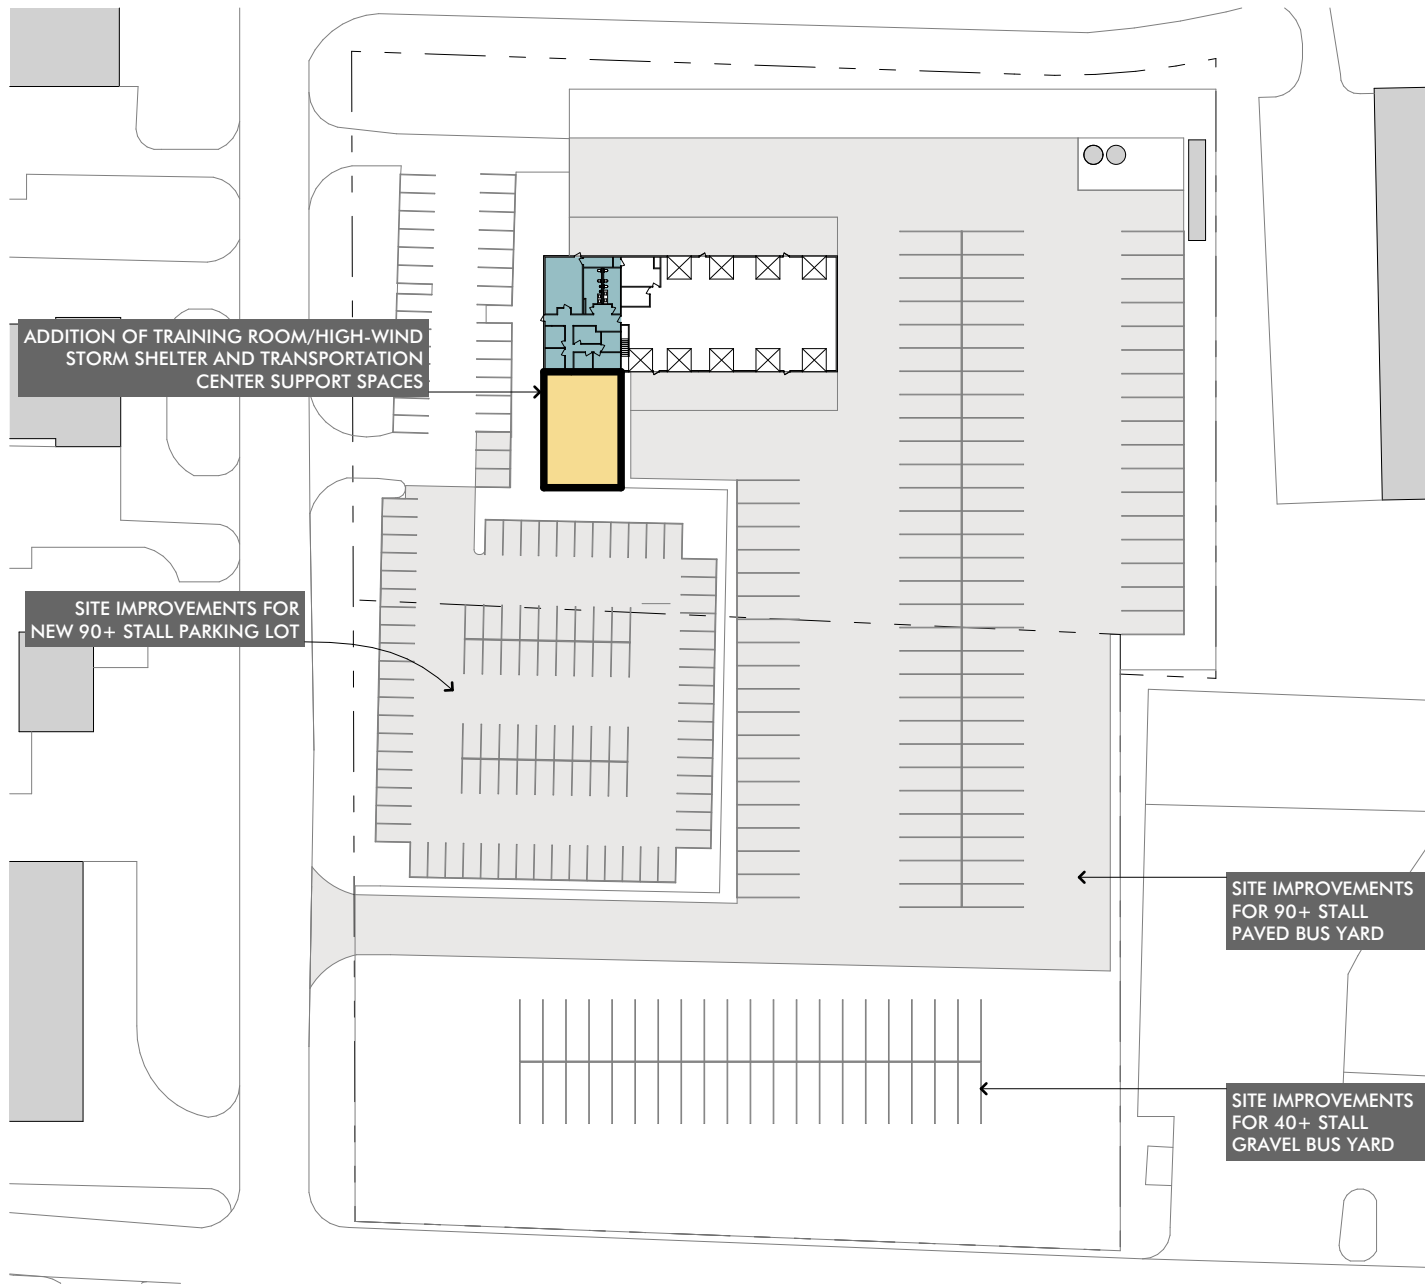 ADDITION OF TRAINING ROOM/HIGH-WIND
STORM SHELTER AND TRANSPORTATION
CENTER SUPPORT SPACES
SITE IMPROVEMENTS FOR
NEW 90+ STALL PARKING LOT
SITE IMPROVEMENTS
FOR 90+ STALL
PAVED BUS YARD
SITE IMPROVEMENTS
FOR 40+ STALL
GRAVEL BUS YARD